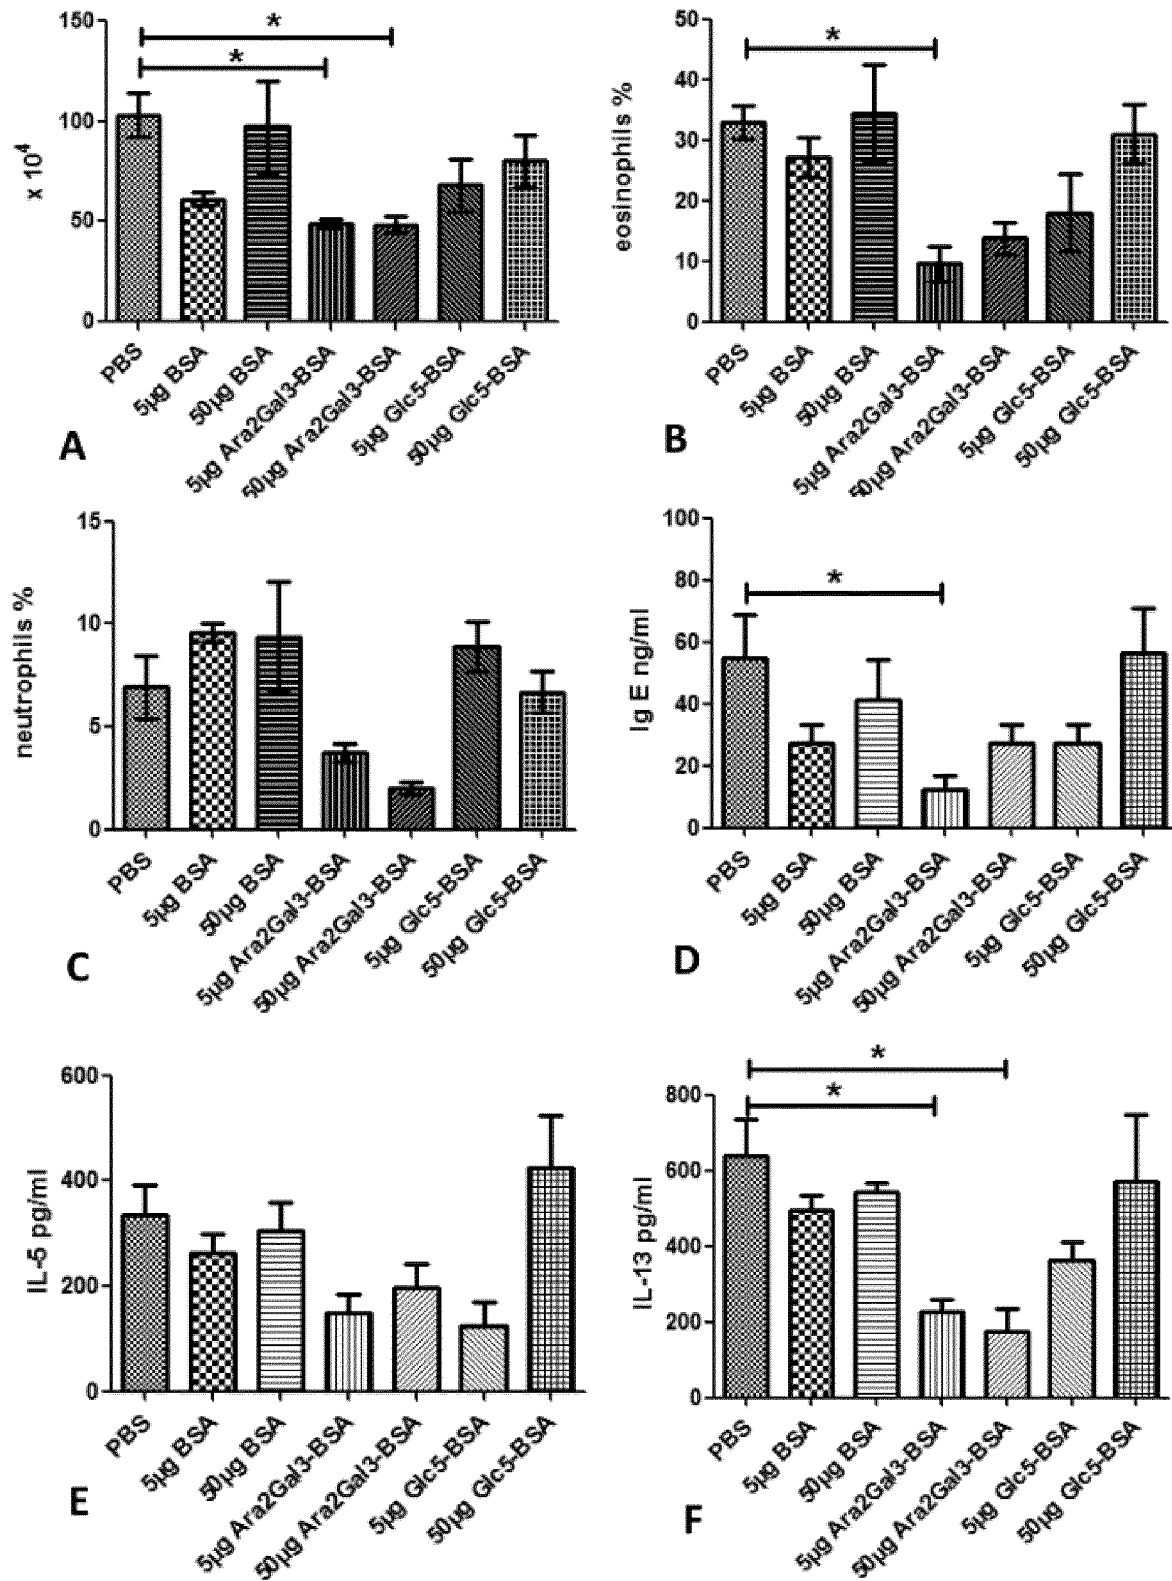 150
100
50
0
x 10⁴
*
*
PBS
5µg BSA
50µg BSA
5µg Ara2Gal3-BSA
50µg Ara2Gal3-BSA
5µg Glc5-BSA
50µg Glc5-BSA
A
50
40
30
20
10
0
eosinophils %
*
PBS
5µg BSA
50µg BSA
5µg Ara2Gal3-BSA
50µg Ara2Gal3-BSA
5µg Glc5-BSA
50µg Glc5-BSA
B
15
10
5
0
neutrophils %
PBS
5µg BSA
50µg BSA
5µg Ara2Gal3-BSA
50µg Ara2Gal3-BSA
5µg Glc5-BSA
50µg Glc5-BSA
C
100
80
60
40
20
0
Ig E ng/ml
*
PBS
5µg BSA
50µg BSA
5µg Ara2Gal3-BSA
50µg Ara2Gal3-BSA
5µg Glc5-BSA
50µg Glc5-BSA
D
600
400
200
0
IL-5 pg/ml
PBS
5µg BSA
50µg BSA
5µg Ara2Gal3-BSA
50µg Ara2Gal3-BSA
5µg Glc5-BSA
50µg Glc5-BSA
E
800
600
400
200
0
IL-13 pg/ml
*
*
PBS
5µg BSA
50µg BSA
5µg Ara2Gal3-BSA
50µg Ara2Gal3-BSA
5µg Glc5-BSA
50µg Glc5-BSA
F